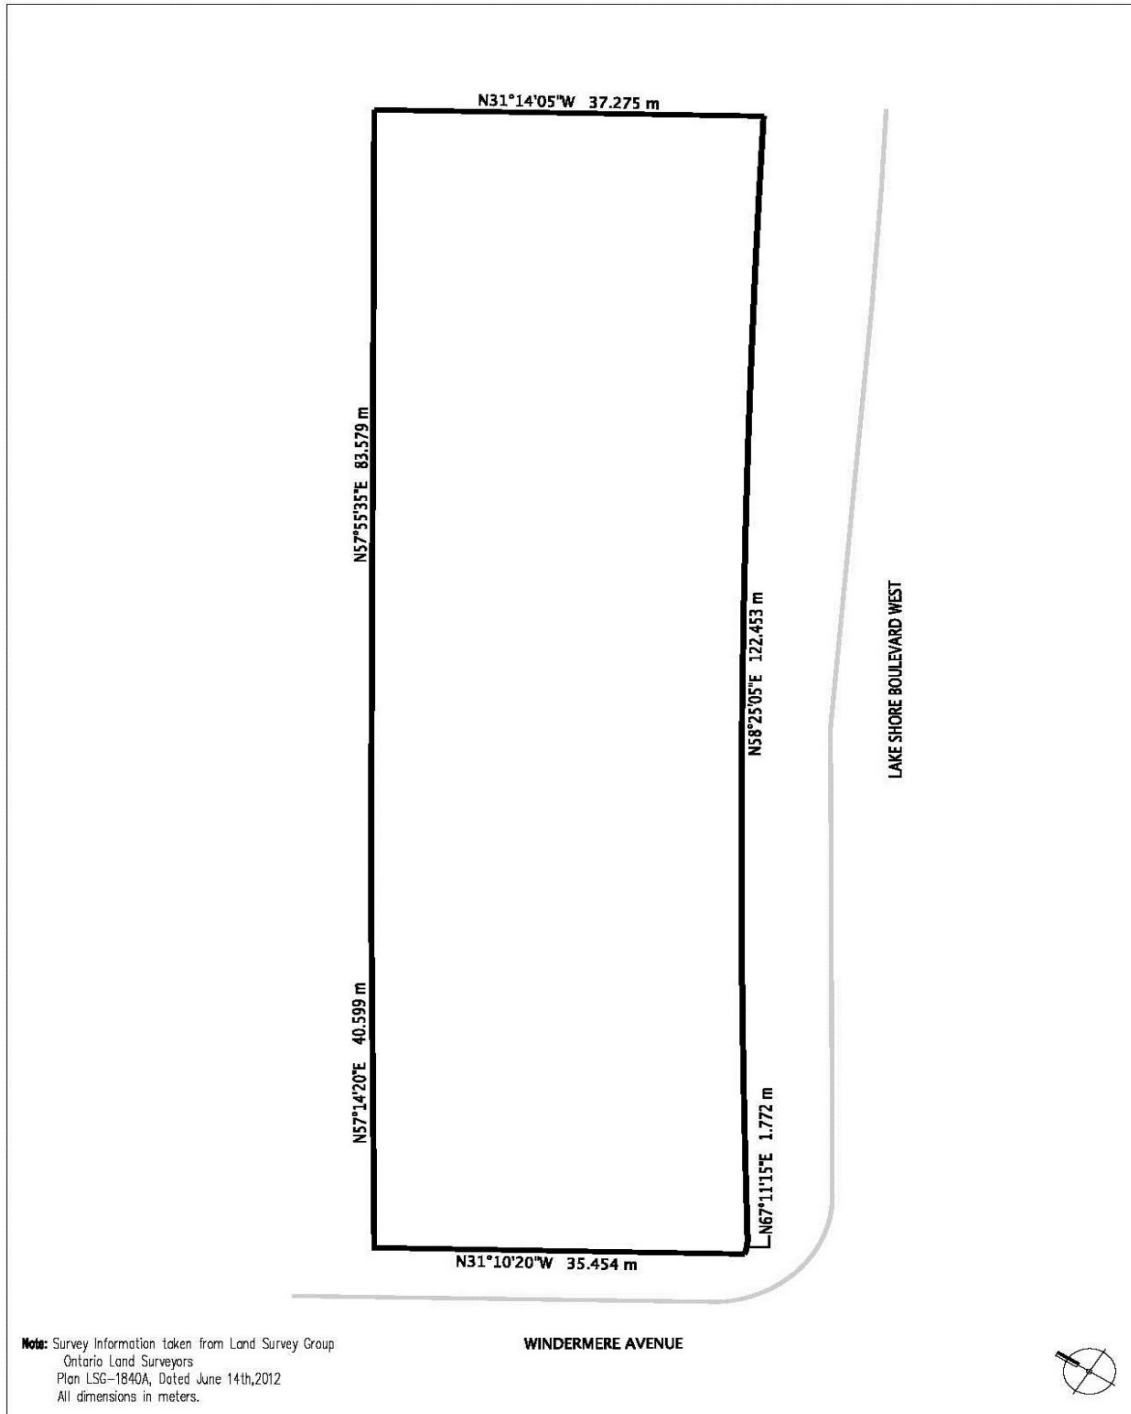 N31°14'05"W 37.275 m
N57°55'35"E 83.579 m
N58°25'05"E 122.453 m
LAKE SHORE BOULEVARD WEST
N57°14'20"E 40.599 m
N67°11'15"E 1.772 m
N31°10'20"W 35.454 m
WINDERMERE AVENUE
Note: Survey Information taken from Land Survey Group
Ontario Land Surveyors
Plan LSG-1840A, Dated June 14th,2012
All dimensions in meters.